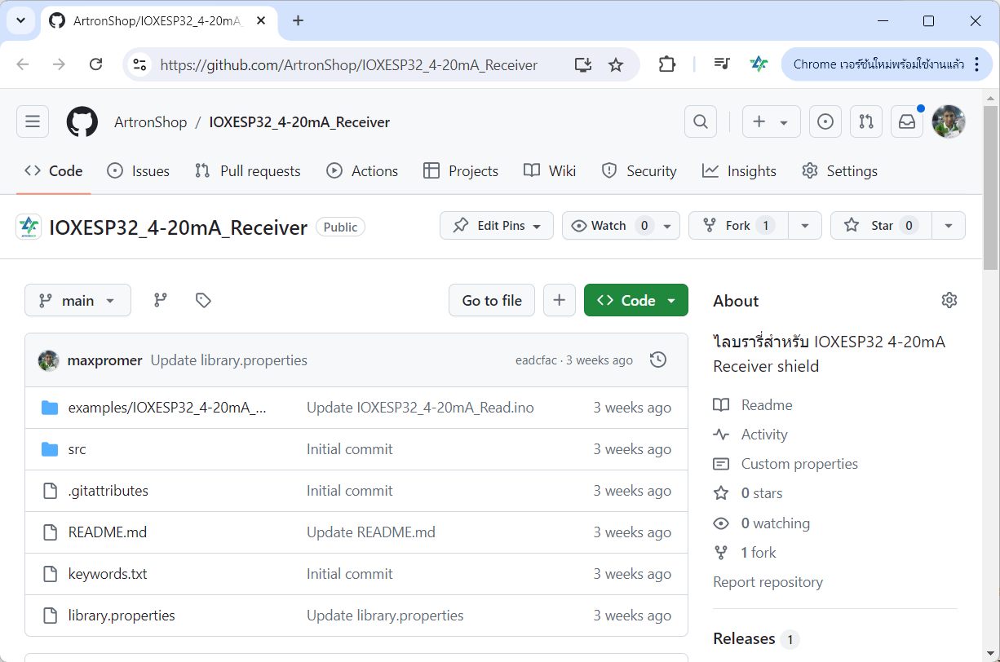 ArtronShop/IOXESP32_4-20mA_
https://github.com/ArtronShop/IOXESP32_4-20mA_Receiver
Chrome เวอร์ชันใหม่พร้อมใช้งานแล้ว
ArtronShop / IOXESP32_4-20mA_Receiver
Code Issues Pull requests Actions Projects Wiki Security Insights Settings
IOXESP32_4-20mA_Receiver Public Edit Pins Watch 0 Fork 1 Star 0
main Go to file Code
maxpromer Update library.properties eadcfac · 3 weeks ago
examples/IOXESP32_4-20mA_... Update IOXESP32_4-20mA_Read.ino 3 weeks ago
src Initial commit 3 weeks ago
.gitattributes Initial commit 3 weeks ago
README.md Update README.md 3 weeks ago
keywords.txt Initial commit 3 weeks ago
library.properties Update library.properties 3 weeks ago
About
ไลบรารี่สำหรับ IOXESP32 4-20mA
Receiver shield
Readme
Activity
Custom properties
0 stars
0 watching
1 fork
Report repository
Releases 1